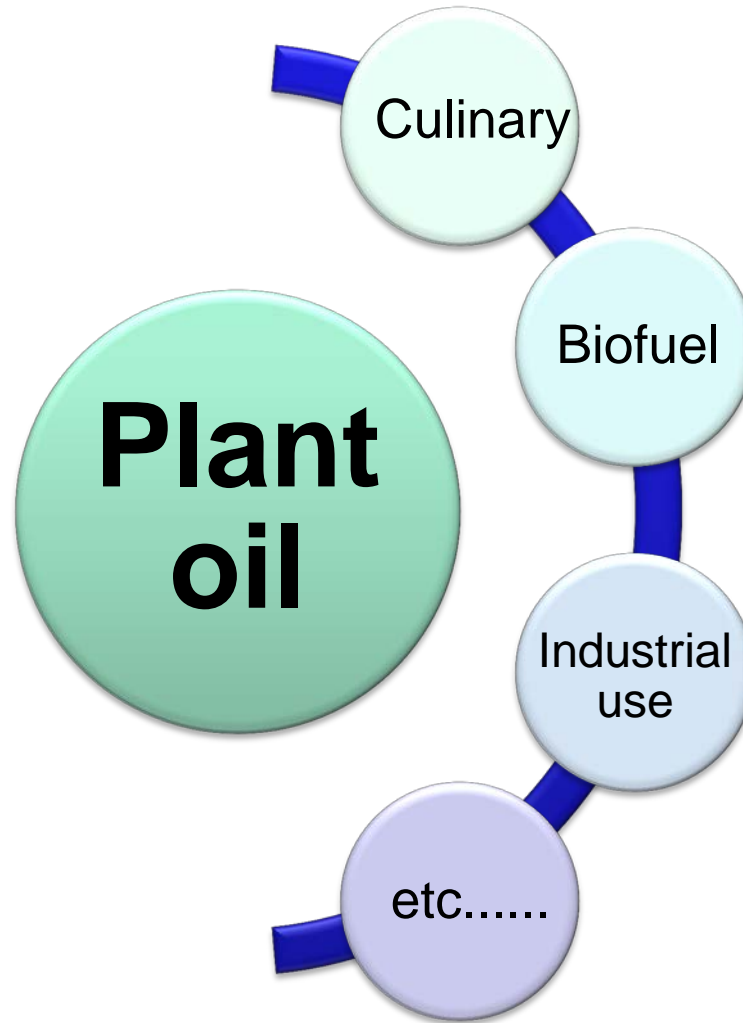 Culinary
Biofuel
Plant
oil
Industrial
use
etc......